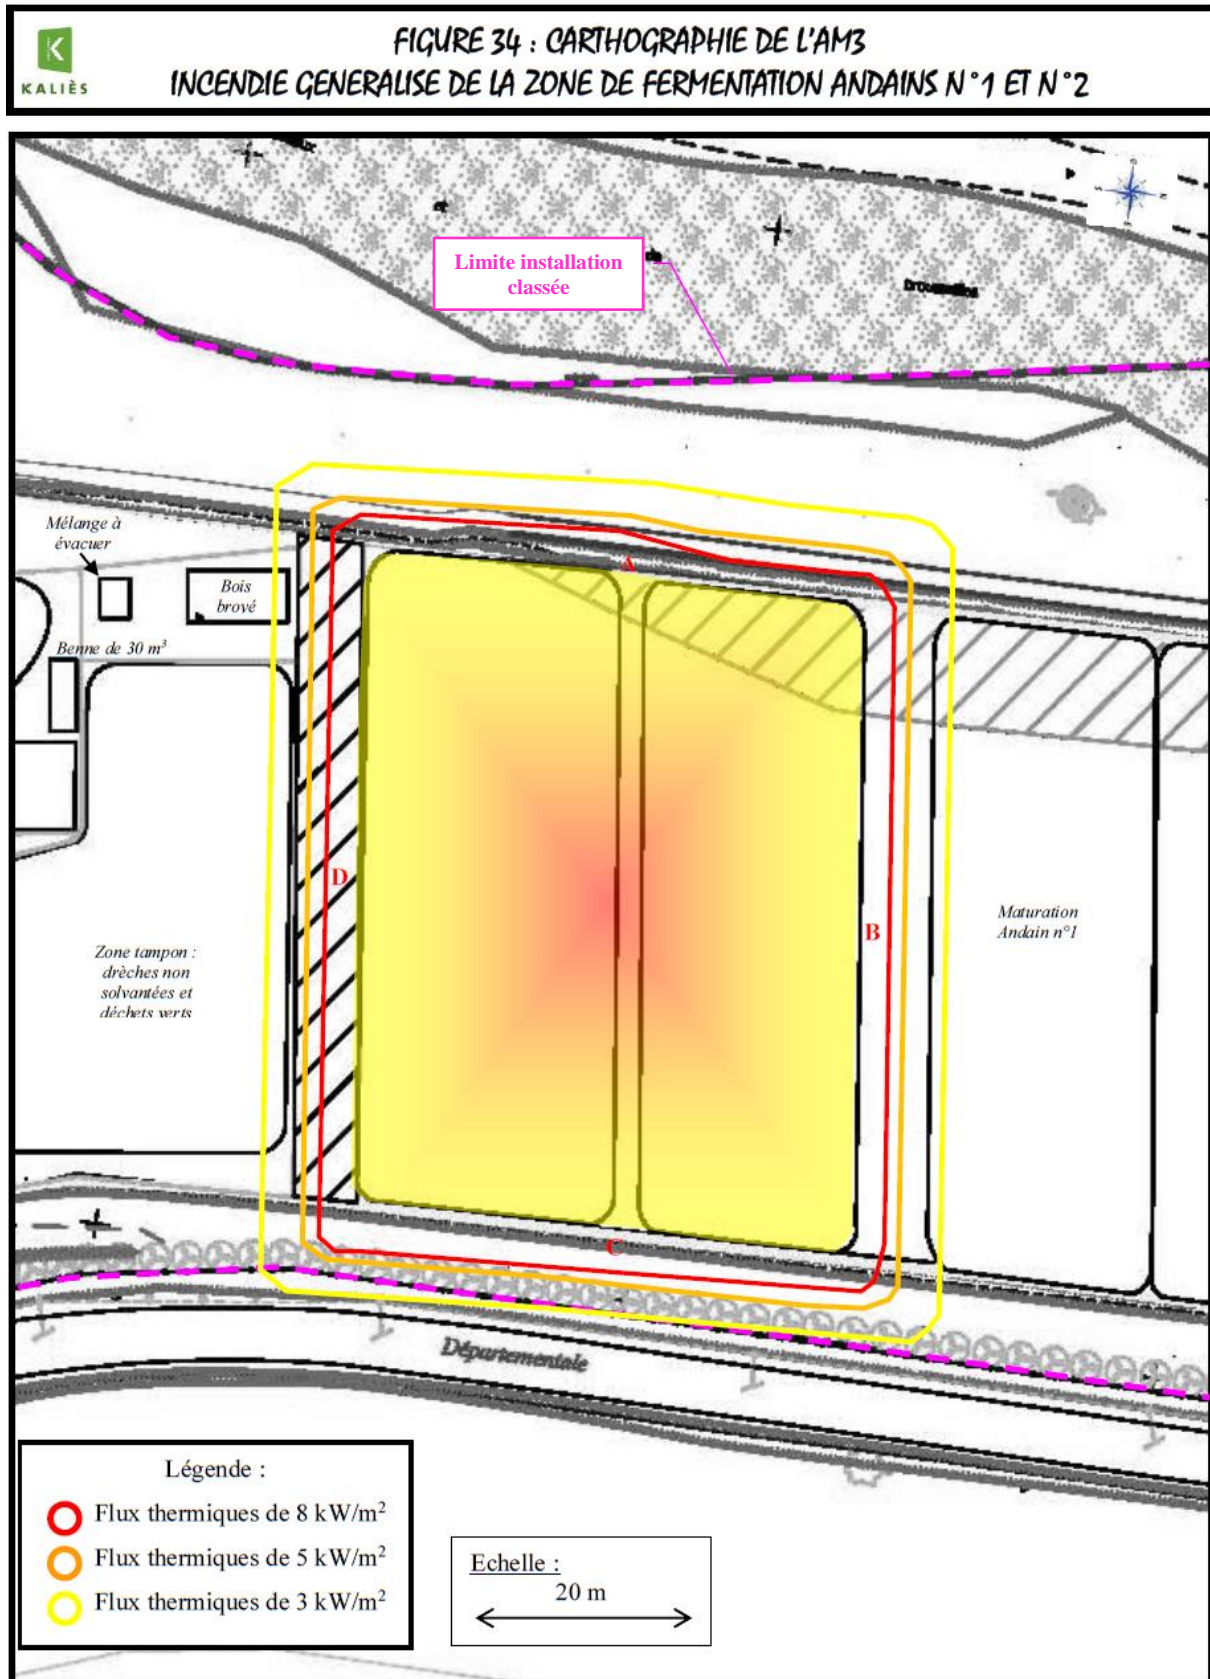 FIGURE 34 : CARTHOGRAPHIE DE L'AM3
KALIÈS
INCENDIE GENERALISE DE LA ZONE DE FERMENTATION ANDAINS N°1 ET N°2
Limite installation
classée
Mélange à
évacuer
Bois
broyé
Benne de 30 m³
A
D
B
C
Maturation
Andain n°1
Zone tampon :
drèches non
solvantées et
déchets verts
Départementale
Légende :
Flux thermiques de 8 kW/m²
Flux thermiques de 5 kW/m²
Flux thermiques de 3 kW/m²
Echelle :
20 m